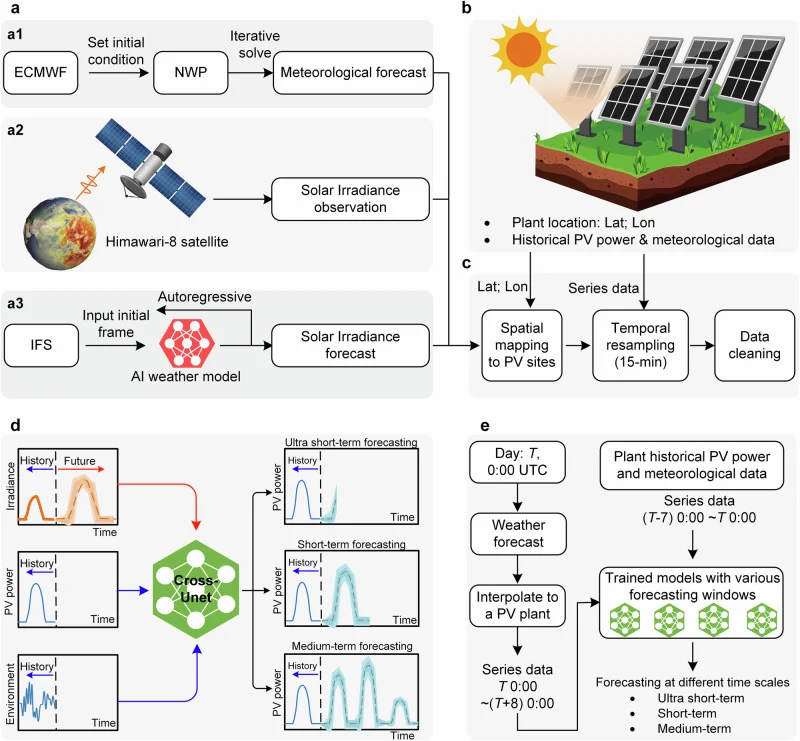 a
a1
ECMWF
Set initial
condition
NWP
Iterative
solve
Meteorological forecast
a2
Himawari-8 satellite
Solar Irradiance
observation
a3
IFS
Input initial
frame
Autoregressive
AI weather model
Solar Irradiance
forecast
b
• Plant location: Lat; Lon
• Historical PV power & meteorological data
c
Lat; Lon
Series data
Spatial
mapping
to PV sites
Temporal
resampling
(15-min)
Data
cleaning
d
Irradiance
History
Future
Time
PV power
History
Time
Environment
History
Time
Cross-
Unet
Ultra short-term forecasting
PV power
History
Time
Short-term forecasting
PV power
History
Time
Medium-term forecasting
PV power
History
Time
e
Day: T,
0:00 UTC
Weather
forecast
Interpolate to
a PV plant
Series data
T 0:00
~(T+8) 0:00
Plant historical PV power
and meteorological data
Series data
(T-7) 0:00 ~T 0:00
Trained models with various
forecasting windows
Forecasting at different time scales
• Ultra short-term
• Short-term
• Medium-term